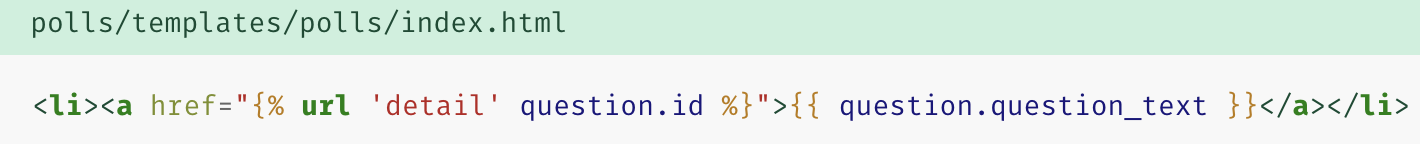 polls/templates/polls/index.html
<li><a href="{% url 'detail' question.id %}">{{ question.question_text }}</a></li>